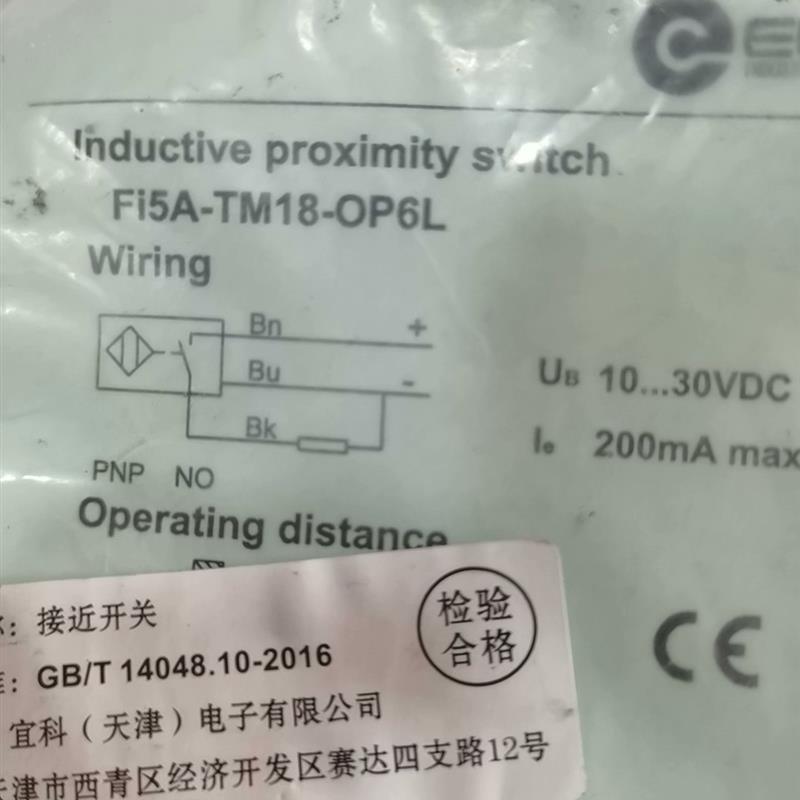 Inductive proximity switch
Fi5A-TM18-OP6L
Wiring
Bn +
Bu -
Bk
UB 10...30VDC
Ie 200mA max
PNP NO
Operating distance
接近开关
GB/T 14048.10-2016
宜科（天津）电子有限公司
天津市西青区经济开发区赛达四支路12号
检验
合格
CE